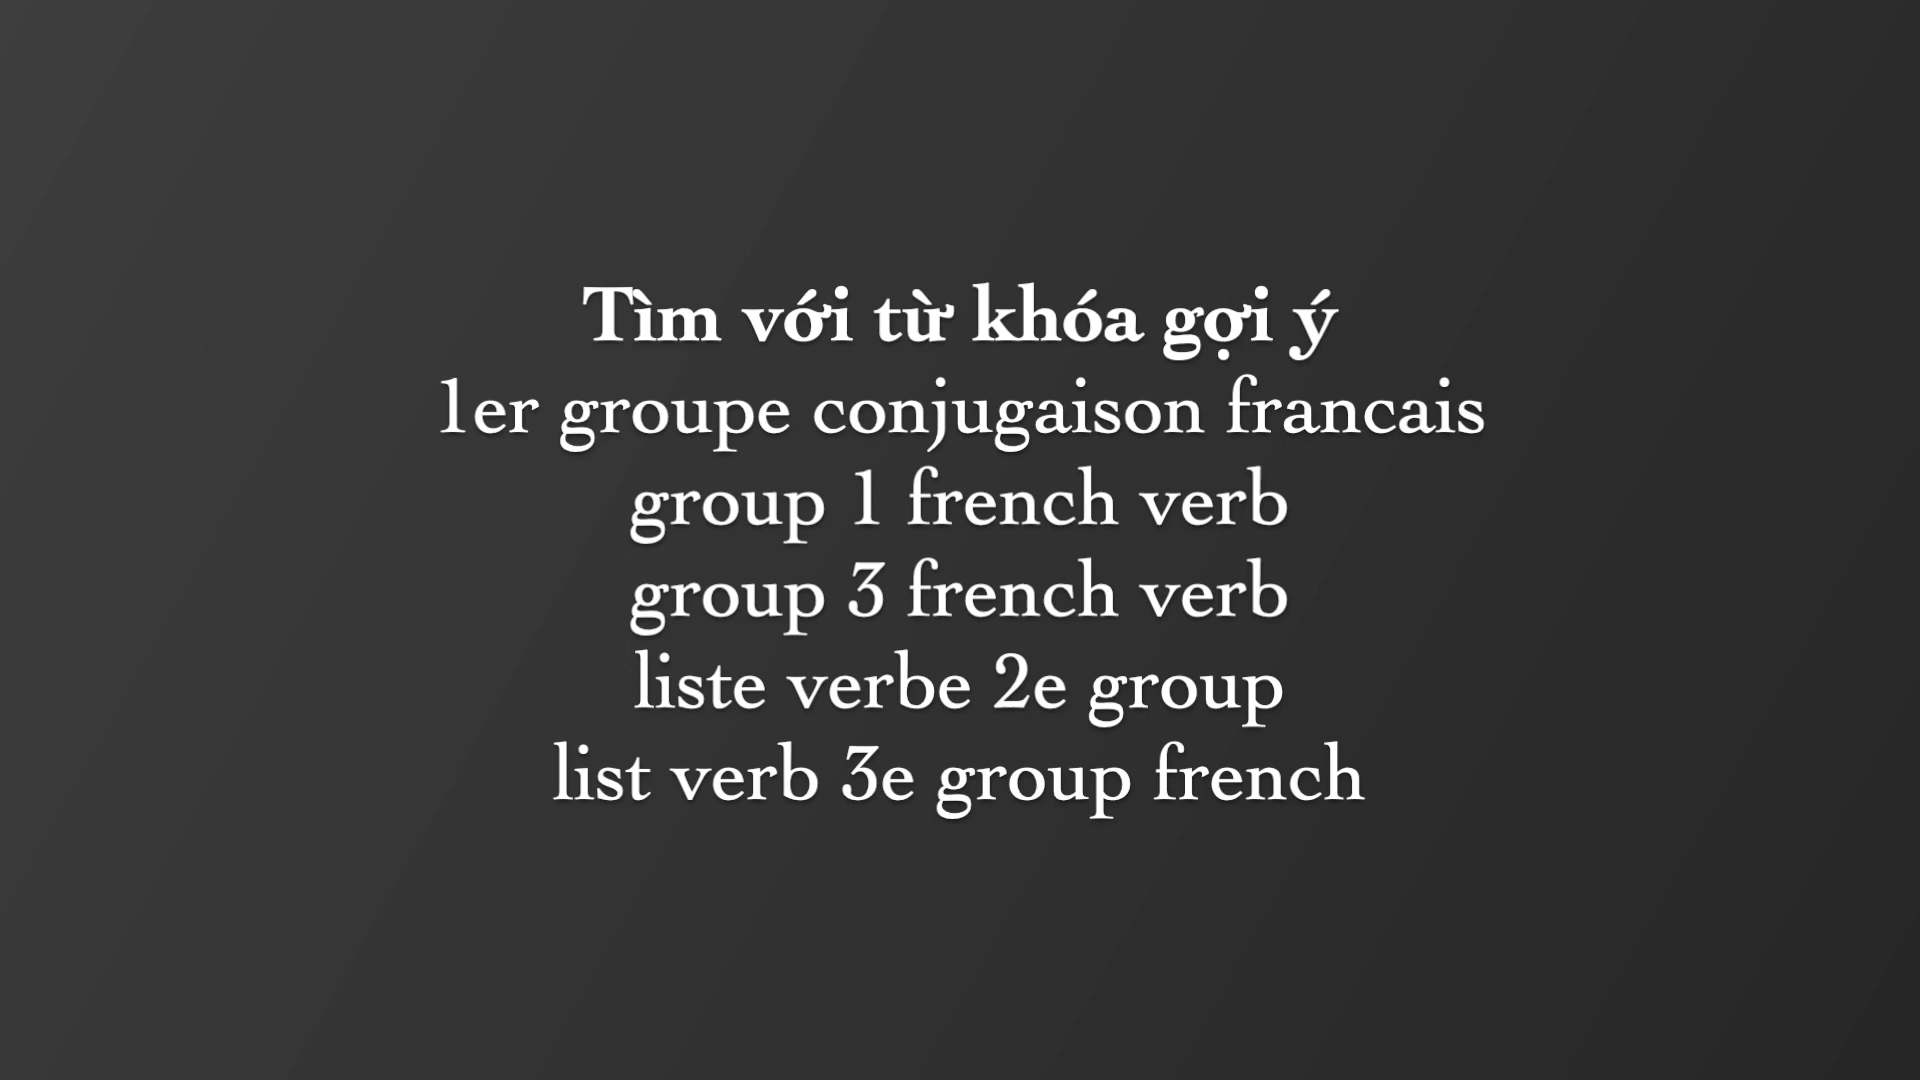 Tìm với từ khóa gợi ý
1er groupe conjugaison francais
group 1 french verb
group 3 french verb
liste verbe 2e group
list verb 3e group french